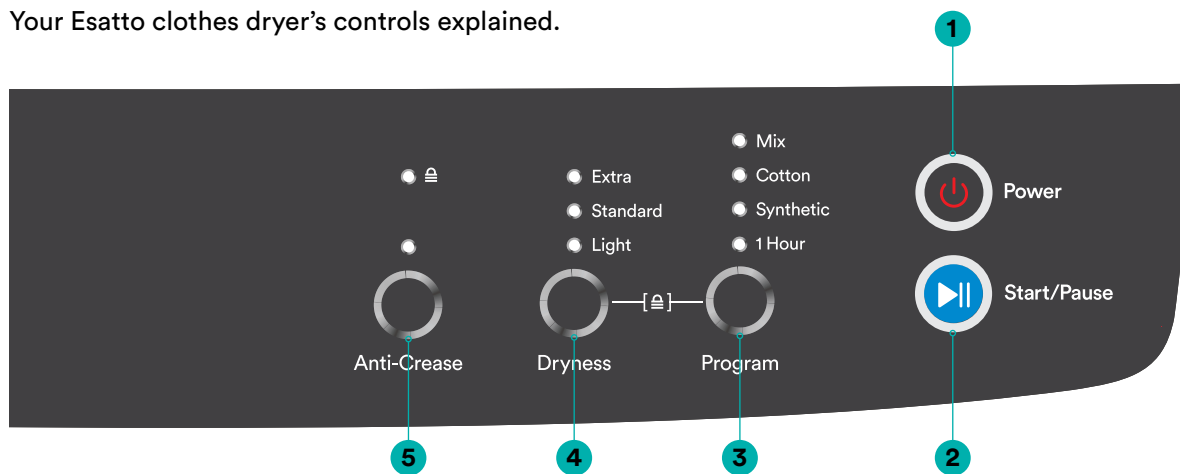 Your Esatto clothes dryer's controls explained.
1
Mix
Extra
Cotton
Power
Standard
Synthetic
Light
1 Hour
Start/Pause
Anti-Crease
Dryness
Program
5
4
3
2